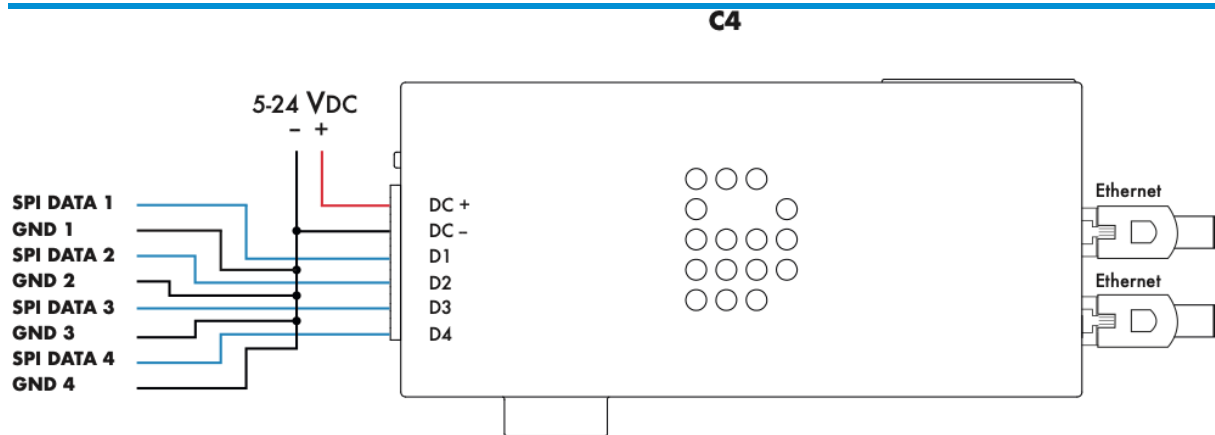 C4
5-24 VDC
– +
SPI DATA 1
GND 1
SPI DATA 2
GND 2
SPI DATA 3
GND 3
SPI DATA 4
GND 4
DC +
DC –
D1
D2
D3
D4
Ethernet
Ethernet